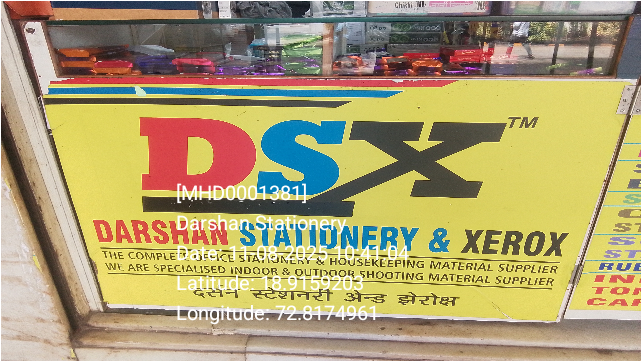 DSX™
[MHD0001381]
Darshan Stationery
DARSHAN STATIONERY & XEROX
THE COMPLETE STATIONERY & HOUSEKEEPING MATERIAL SUPPLIER
WE ARE SPECIALISED INDOOR & OUTDOOR SHOOTING MATERIAL SUPPLIER
Latitude: 18.9159203
दर्शन स्टेशनरी ॲन्ड झेरोक्ष
Longitude: 72.8174961